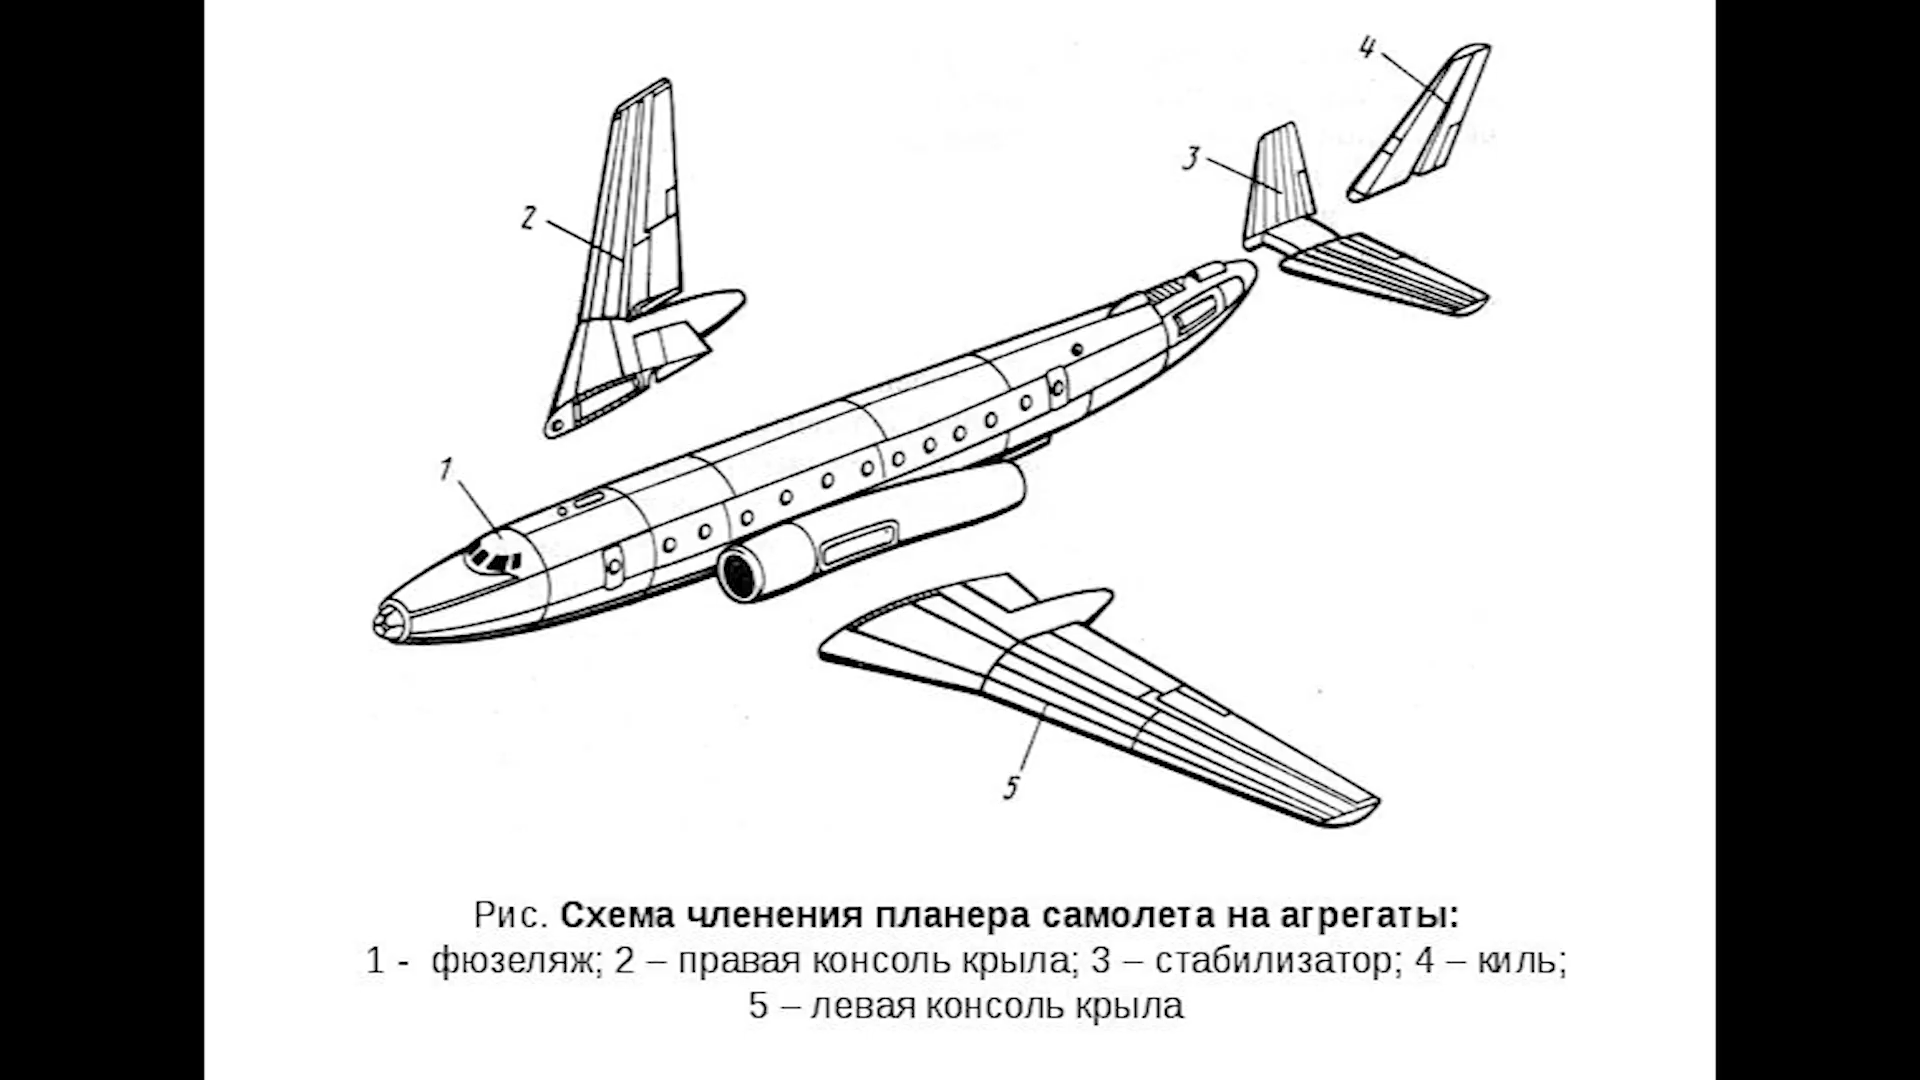 4
3
2
1
5
Рис. Схема членения планера самолета на агрегаты:
1 - фюзеляж; 2 – правая консоль крыла; 3 – стабилизатор; 4 – киль;
5 – левая консоль крыла